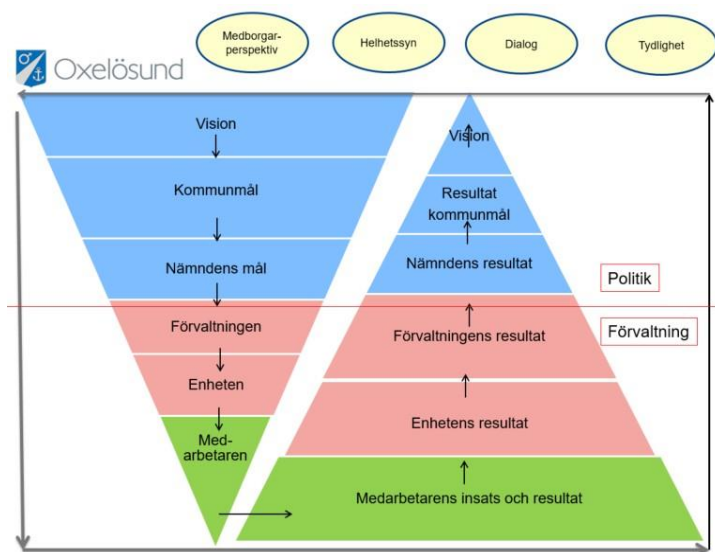 Medborgar-
perspektiv
Helhetssyn
Dialog
Tydlighet
Oxelösund
Vision
Kommunmål
Nämndens mål
Förvaltningen
Enheten
Med-
arbetaren
Vision
Resultat
kommunmål
Nämndens resultat
Politik
Förvaltning
Förvaltningens resultat
Enhetens resultat
Medarbetarens insats och resultat